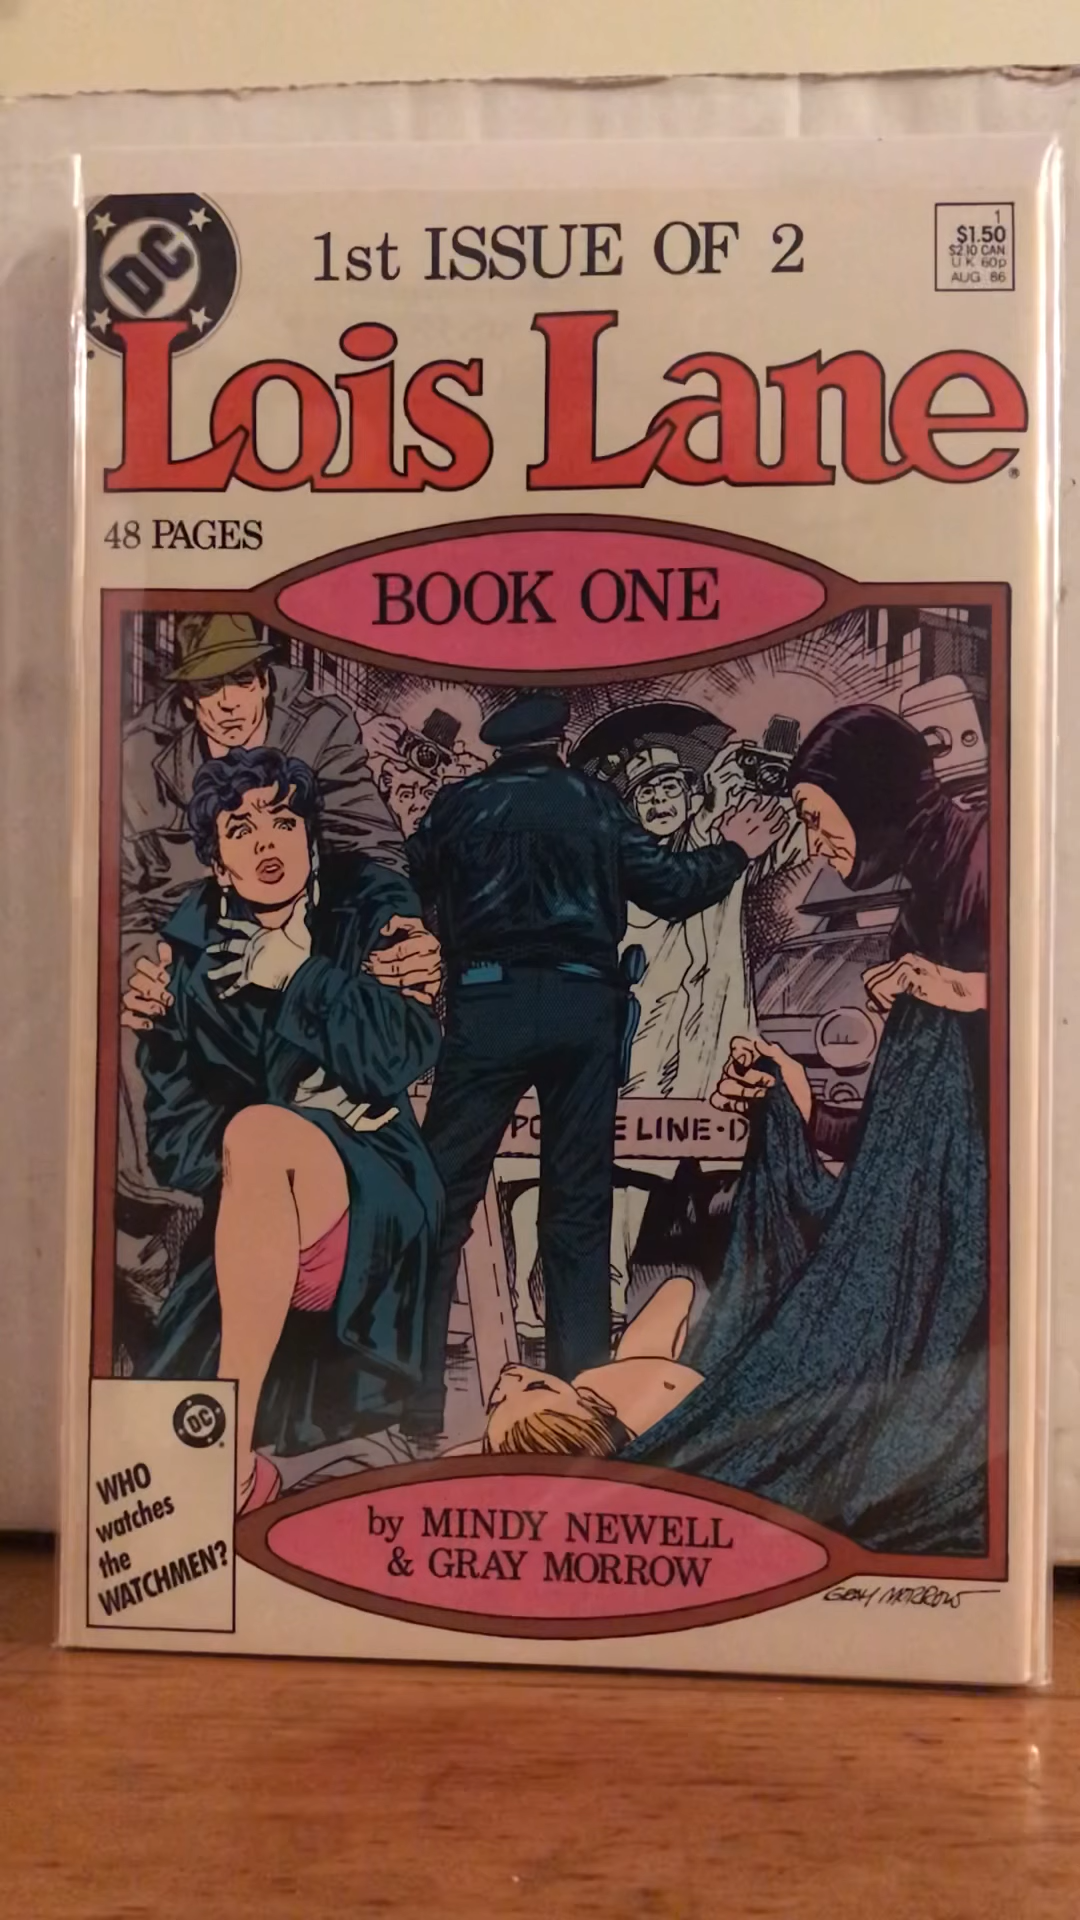 DC
1st ISSUE OF 2
1
$1.50
$2.10 CAN
U K 60p
AUG 86
Lois Lane
48 PAGES
BOOK ONE
PO E LINE·D
DC
WHO
watches
the
WATCHMEN?
by MINDY NEWELL
& GRAY MORROW
GRAY MORROW